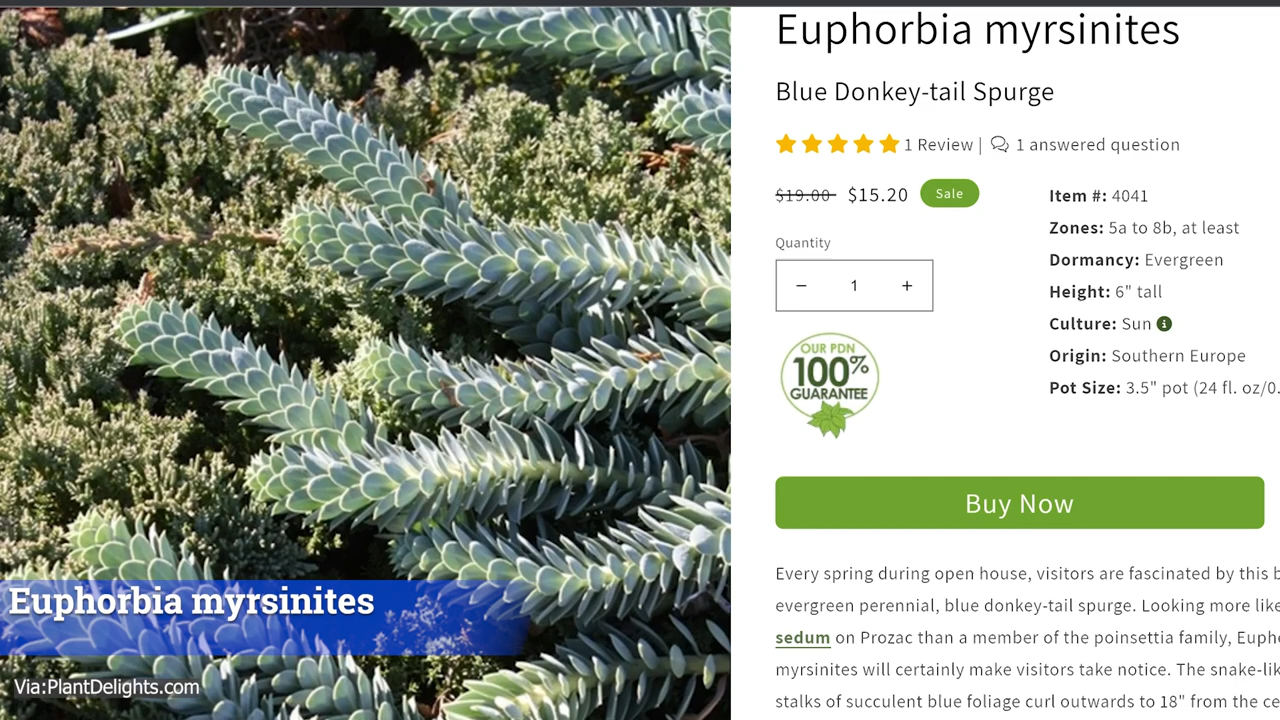 Euphorbia myrsinites
Blue Donkey-tail Spurge
1 Review | 1 answered question
$19.00 $15.20 Sale
Quantity
− 1 +
OUR PDN
100%
GUARANTEE
Item #: 4041
Zones: 5a to 8b, at least
Dormancy: Evergreen
Height: 6" tall
Culture: Sun
Origin: Southern Europe
Pot Size: 3.5" pot (24 fl. oz/0.
Buy Now
Every spring during open house, visitors are fascinated by this b
evergreen perennial, blue donkey-tail spurge. Looking more like
sedum on Prozac than a member of the poinsettia family, Euph
myrsinites will certainly make visitors take notice. The snake-lik
stalks of succulent blue foliage curl outwards to 18" from the ce
Euphorbia myrsinites
Via:PlantDelights.com